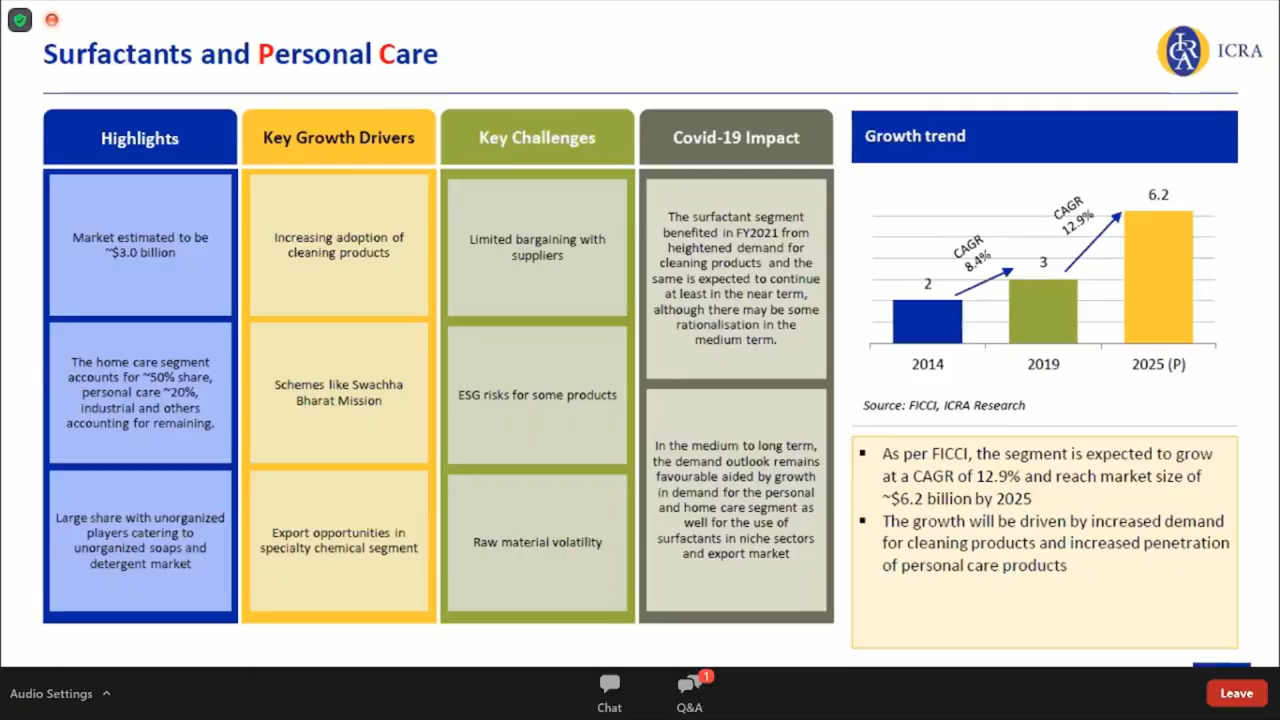 Surfactants and Personal Care
ICRA
ICRA
Highlights
Market estimated to be
~$3.0 billion
The home care segment
accounts for ~50% share,
personal care ~20%,
industrial and others
accounting for remaining.
Large share with unorganized
players catering to
unorganized soaps and
detergent market
Key Growth Drivers
Increasing adoption of
cleaning products
Schemes like Swachha
Bharat Mission
Export opportunities in
specialty chemical segment
Key Challenges
Limited bargaining with
suppliers
ESG risks for some products
Raw material volatility
Covid-19 Impact
The surfactant segment
benefited in FY2021 from
heightened demand for
cleaning products and the
same is expected to continue
at least in the near term,
although there may be some
rationalisation in the
medium term.
In the medium to long term,
the demand outlook remains
favourable aided by growth
in demand for the personal
and home care segment as
well for the use of
surfactants in niche sectors
and export market
Growth trend
2
CAGR
8.4%
3
CAGR
12.9%
6.2
2014
2019
2025 (P)
Source: FICCI, ICRA Research
▪ As per FICCI, the segment is expected to grow
at a CAGR of 12.9% and reach market size of
~$6.2 billion by 2025
▪ The growth will be driven by increased demand
for cleaning products and increased penetration
of personal care products
Audio Settings
Chat
1
Q&A
Leave